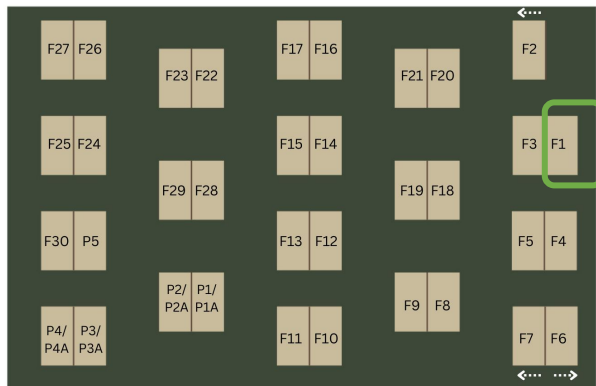 F27 F26
F17 F16
F2
F23 F22
F21 F20
F25 F24
F15 F14
F3 F1
F29 F28
F19 F18
F30 P5
F13 F12
F5 F4
P2/ P1/
P2A P1A
F9 F8
P4/ P3/
P4A P3A
F11 F10
F7 F6